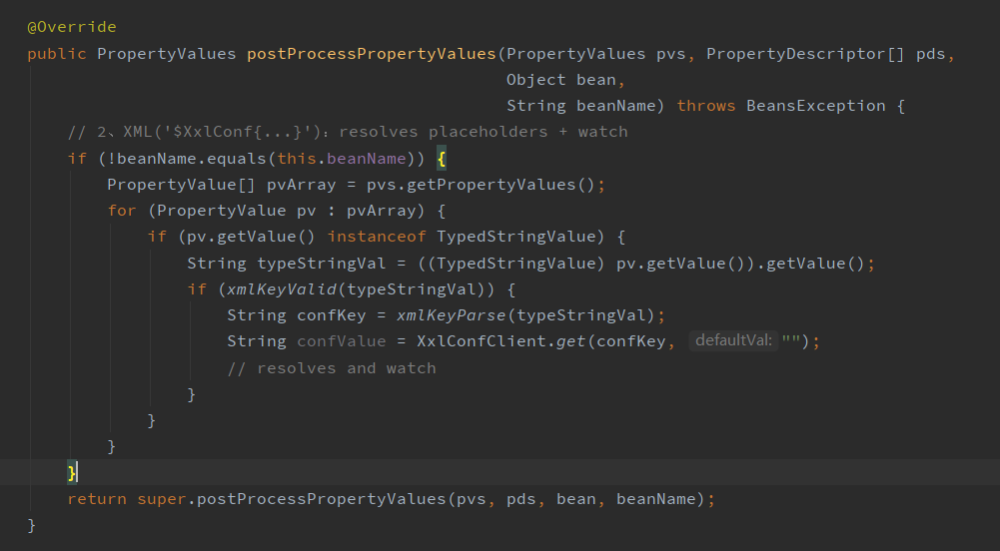 @Override
public PropertyValues postProcessPropertyValues(PropertyValues pvs, PropertyDescriptor[] pds,
Object bean,
String beanName) throws BeansException {
// 2、XML('$XxlConf{...}')：resolves placeholders + watch
if (!beanName.equals(this.beanName)) {
PropertyValue[] pvArray = pvs.getPropertyValues();
for (PropertyValue pv : pvArray) {
if (pv.getValue() instanceof TypedStringValue) {
String typeStringVal = ((TypedStringValue) pv.getValue()).getValue();
if (xmlKeyValid(typeStringVal)) {
String confKey = xmlKeyParse(typeStringVal);
String confValue = XxlConfClient.get(confKey, defaultVal: "");
// resolves and watch
}
}
}
}
return super.postProcessPropertyValues(pvs, pds, bean, beanName);
}